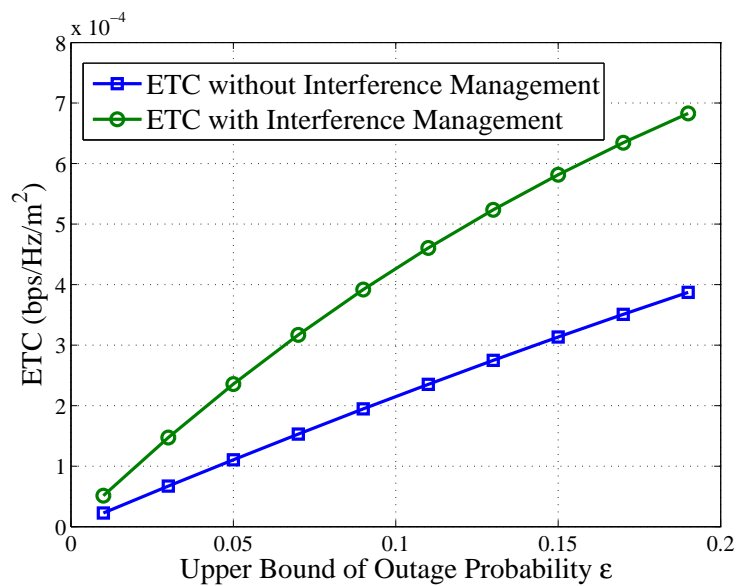 x 10⁻⁴
8
7
6
5
4
3
2
1
0
ETC (bps/Hz/m²)
ETC without Interference Management
ETC with Interference Management
0 0.05 0.1 0.15 0.2
Upper Bound of Outage Probability ε